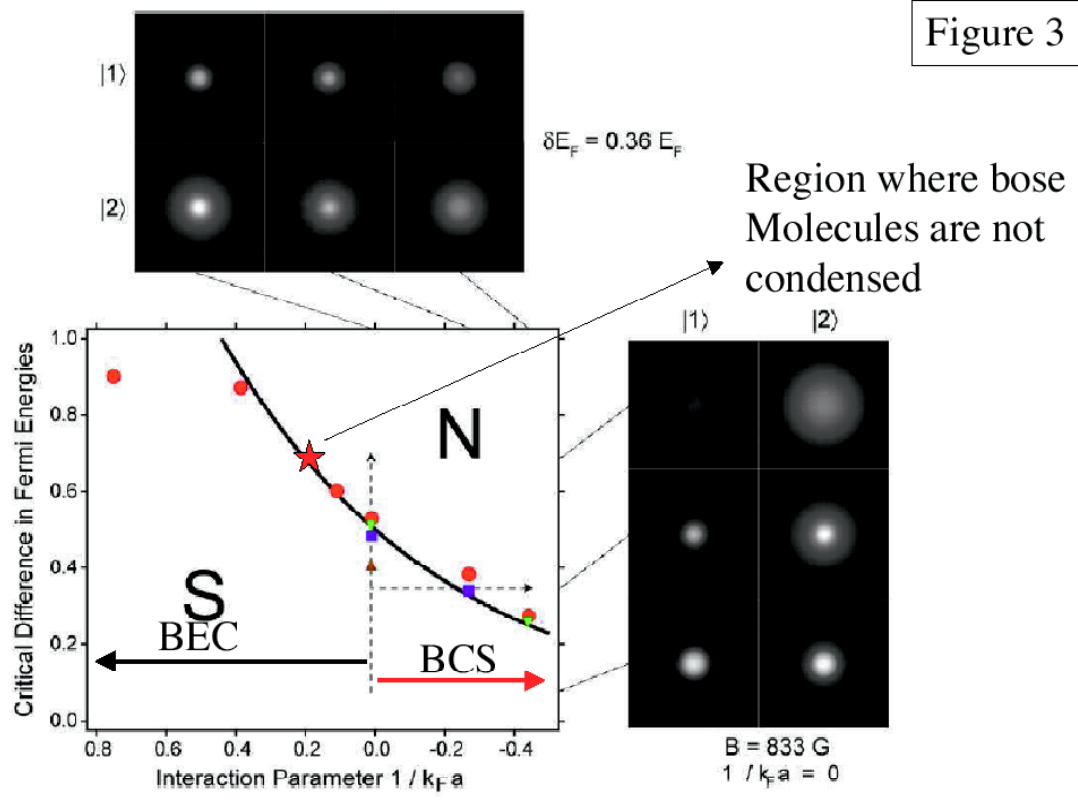 Figure 3
|1⟩
δE_F = 0.36 E_F
|2⟩
Region where bose
Molecules are not
condensed
|1⟩ |2⟩
Critical Difference in Fermi Energies
1.0
0.8
0.6
0.4
0.2
0.0
N
S
BEC
BCS
0.8 0.6 0.4 0.2 0.0 -0.2 -0.4
Interaction Parameter 1 / k_F a
B = 833 G
1 / k_F a = 0